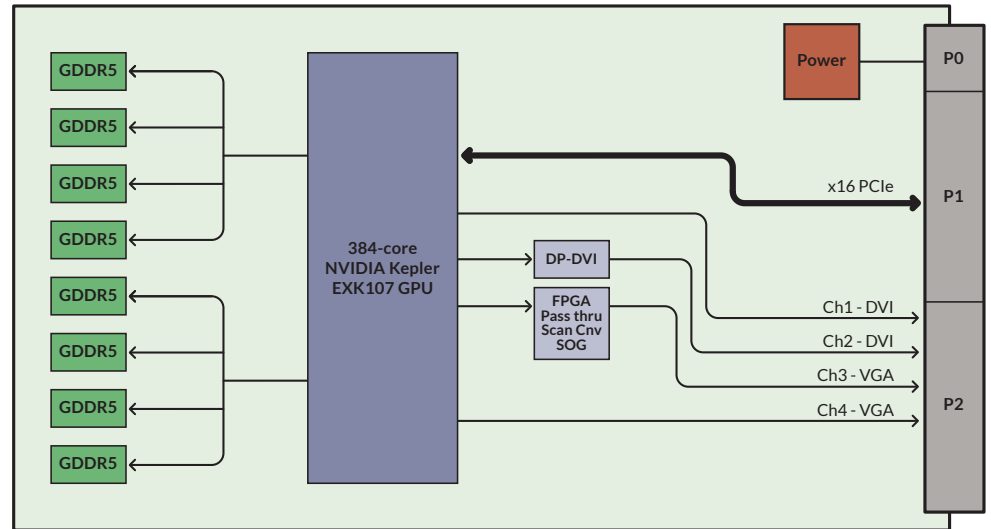 GDDR5
GDDR5
GDDR5
GDDR5
GDDR5
GDDR5
GDDR5
GDDR5
384-core
NVIDIA Kepler
EXK107 GPU
DP-DVI
FPGA
Pass thru
Scan Cnv
SOG
Power
x16 PCIe
Ch1 - DVI
Ch2 - DVI
Ch3 - VGA
Ch4 - VGA
P0
P1
P2